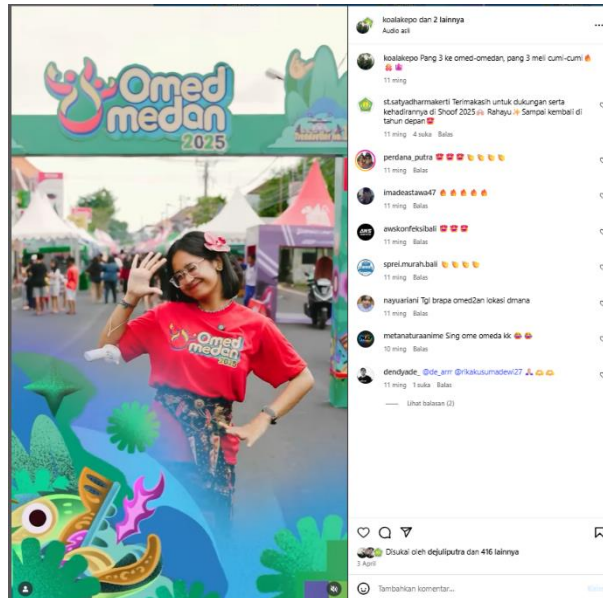 Omed
medan
2025
Omed
medan
koalakepo dan 2 lainnya
Audio asli
koalakepo Pang 3 ke omed-omedan, pang 3 meli cumi-cumi🔥
11 ming
st.satyadharmakerti Terimakasih untuk dukungan serta
kehadirannya di Shoof 2025🙏🏻 Rahayu✨ Sampai kembali di
tahun depan
11 ming 4 suka Balas
perdana_putra
11 ming Balas
imadeastawa47 🔥🔥🔥🔥🔥
11 ming Balas
awskonfeksibali
11 ming Balas
sprei.murah.bali
11 ming Balas
nayuariani Tgl brapa omed2an lokasi dmana
11 ming Balas
metanaturaanime Sing ome omeda kk
10 ming Balas
dendyade_ @de_arrr @rikakusumadewi27
11 ming 1 suka Balas
Lihat balasan (2)
Disukai oleh dejuliputra dan 416 lainnya
3 April
Tambahkan komentar...